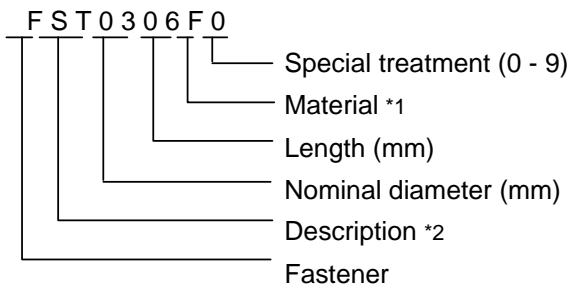 F S T 0 3 0 6 F 0
Special treatment (0 - 9)
Material *1
Length (mm)
Nominal diameter (mm)
Description *2
Fastener